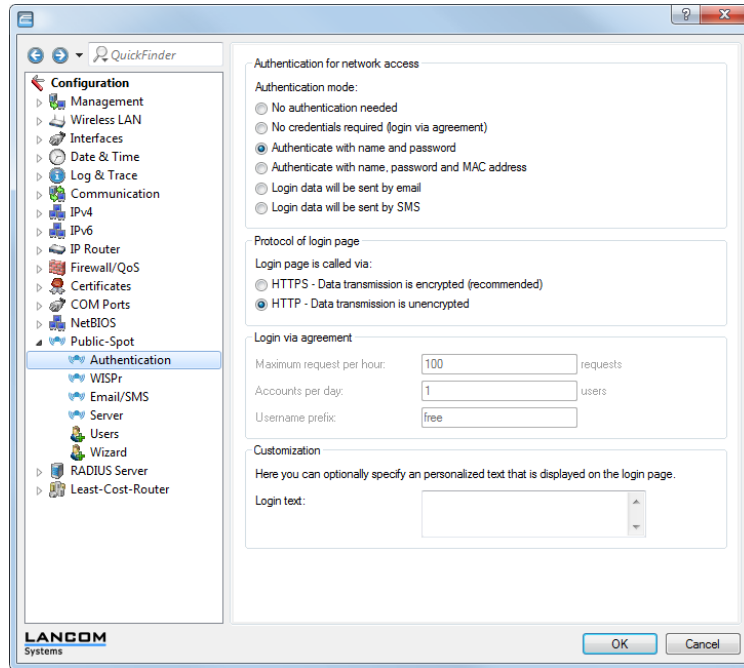 QuickFinder
Configuration
Management
Wireless LAN
Interfaces
Date & Time
Log & Trace
Communication
IPv4
IPv6
IP Router
Firewall/QoS
Certificates
COM Ports
NetBIOS
Public-Spot
Authentication
WISPr
Email/SMS
Server
Users
Wizard
RADIUS Server
Least-Cost-Router
Authentication for network access
Authentication mode:
No authentication needed
No credentials required (login via agreement)
Authenticate with name and password
Authenticate with name, password and MAC address
Login data will be sent by email
Login data will be sent by SMS
Protocol of login page
Login page is called via:
HTTPS - Data transmission is encrypted (recommended)
HTTP - Data transmission is unencrypted
Login via agreement
Maximum request per hour: 100 requests
Accounts per day: 1 users
Username prefix: free
Customization
Here you can optionally specify an personalized text that is displayed on the login page.
Login text:
LANCOM
Systems
OK Cancel